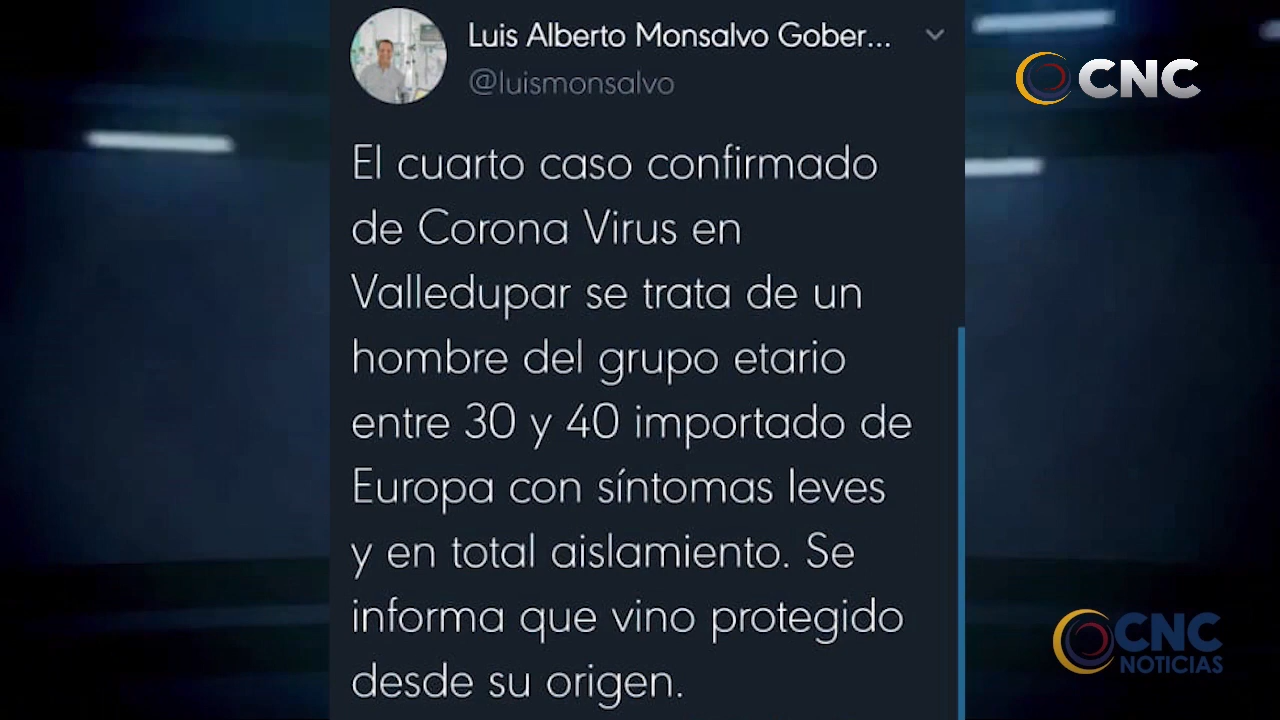 Luis Alberto Monsalvo Gober...
@luismonsalvo
CNC
El cuarto caso confirmado
de Corona Virus en
Valledupar se trata de un
hombre del grupo etario
entre 30 y 40 importado de
Europa con síntomas leves
y en total aislamiento. Se
informa que vino protegido
desde su origen.
CNC
NOTICIAS